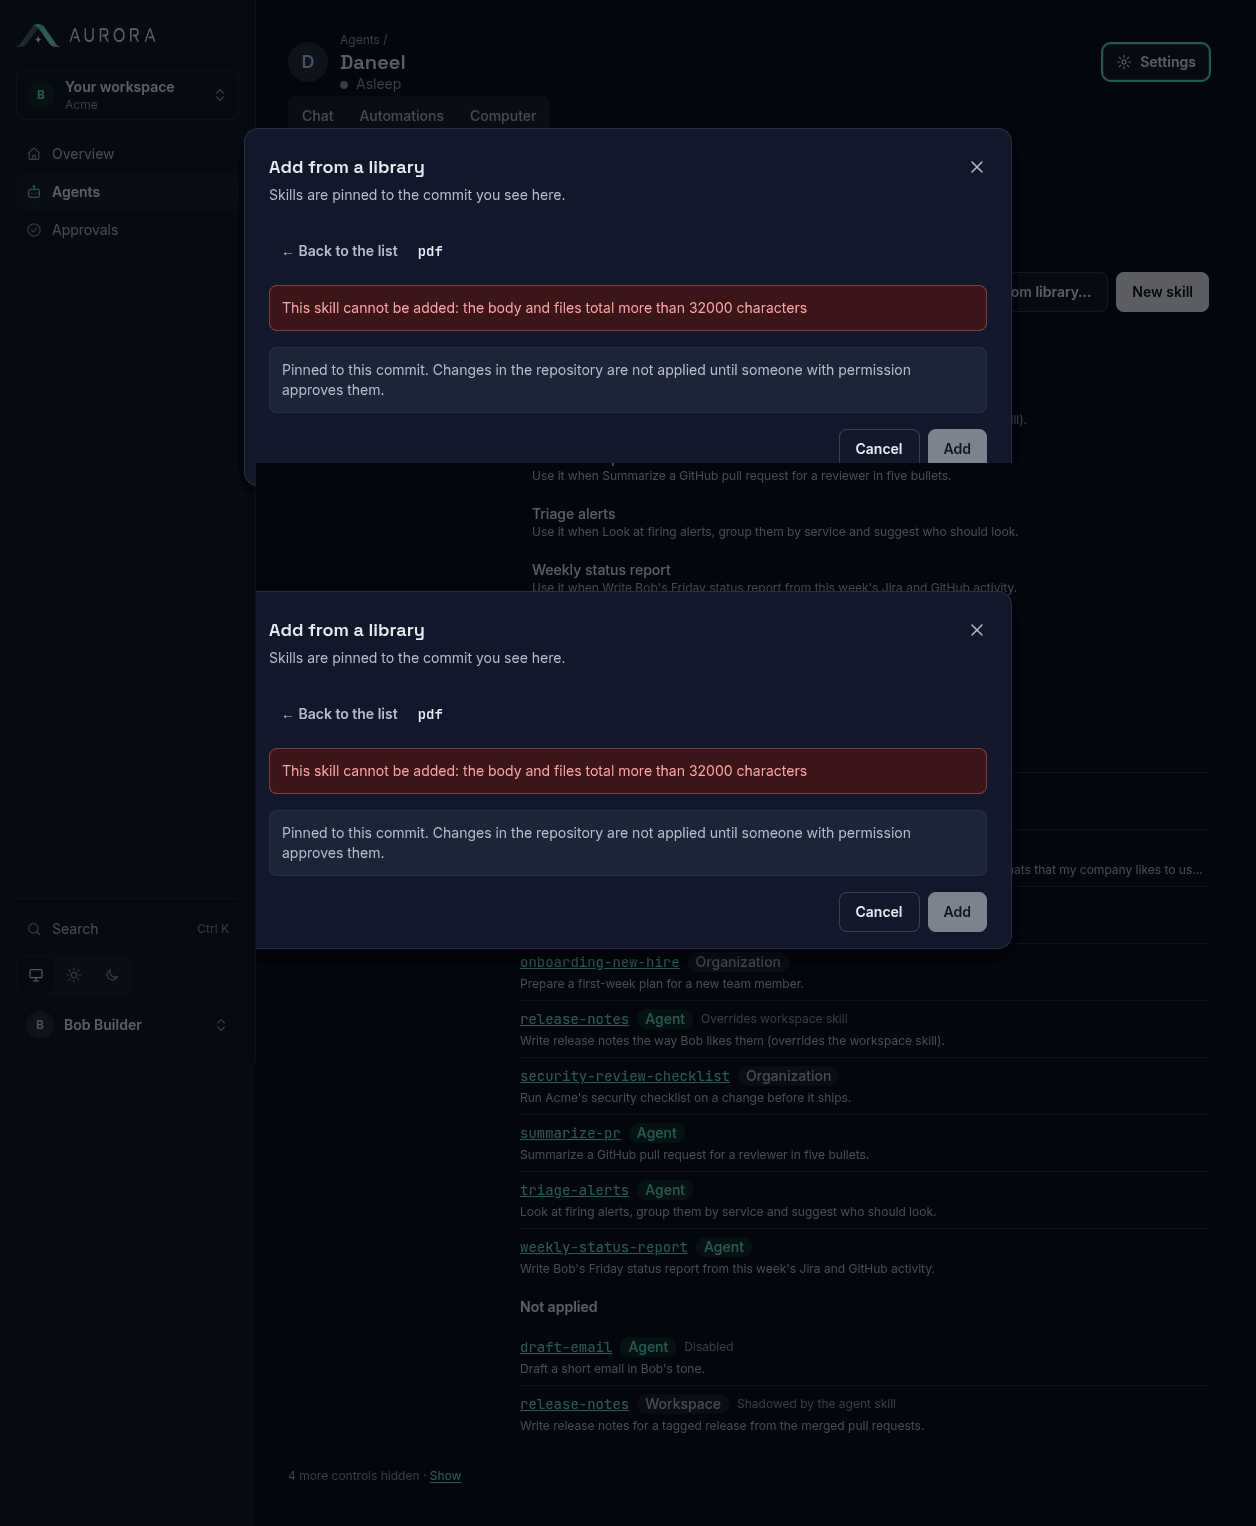 AURORA
B
Your workspace
Acme
Overview
Agents
Approvals
Agents /
D
Daneel
Asleep
Settings
Chat
Automations
Computer
Add from a library
Skills are pinned to the commit you see here.
← Back to the list
pdf
This skill cannot be added: the body and files total more than 32000 characters
Pinned to this commit. Changes in the repository are not applied until someone with permission
approves them.
Cancel
Add
om library...
New skill
ill).
Use it when Summarize a GitHub pull request for a reviewer in five bullets.
Triage alerts
Use it when Look at firing alerts, group them by service and suggest who should look.
Weekly status report
Use it when Write Bob's Friday status report from this week's Jira and GitHub activity.
Add from a library
Skills are pinned to the commit you see here.
← Back to the list
pdf
This skill cannot be added: the body and files total more than 32000 characters
Pinned to this commit. Changes in the repository are not applied until someone with permission
approves them.
Cancel
Add
that my company likes to us...
onboarding-new-hire
Organization
Prepare a first-week plan for a new team member.
release-notes
Agent
Overrides workspace skill
Write release notes the way Bob likes them (overrides the workspace skill).
security-review-checklist
Organization
Run Acme's security checklist on a change before it ships.
summarize-pr
Agent
Summarize a GitHub pull request for a reviewer in five bullets.
triage-alerts
Agent
Look at firing alerts, group them by service and suggest who should look.
weekly-status-report
Agent
Write Bob's Friday status report from this week's Jira and GitHub activity.
Not applied
draft-email
Agent
Disabled
Draft a short email in Bob's tone.
release-notes
Workspace
Shadowed by the agent skill
Write release notes for a tagged release from the merged pull requests.
4 more controls hidden · Show
Search
Ctrl K
B
Bob Builder